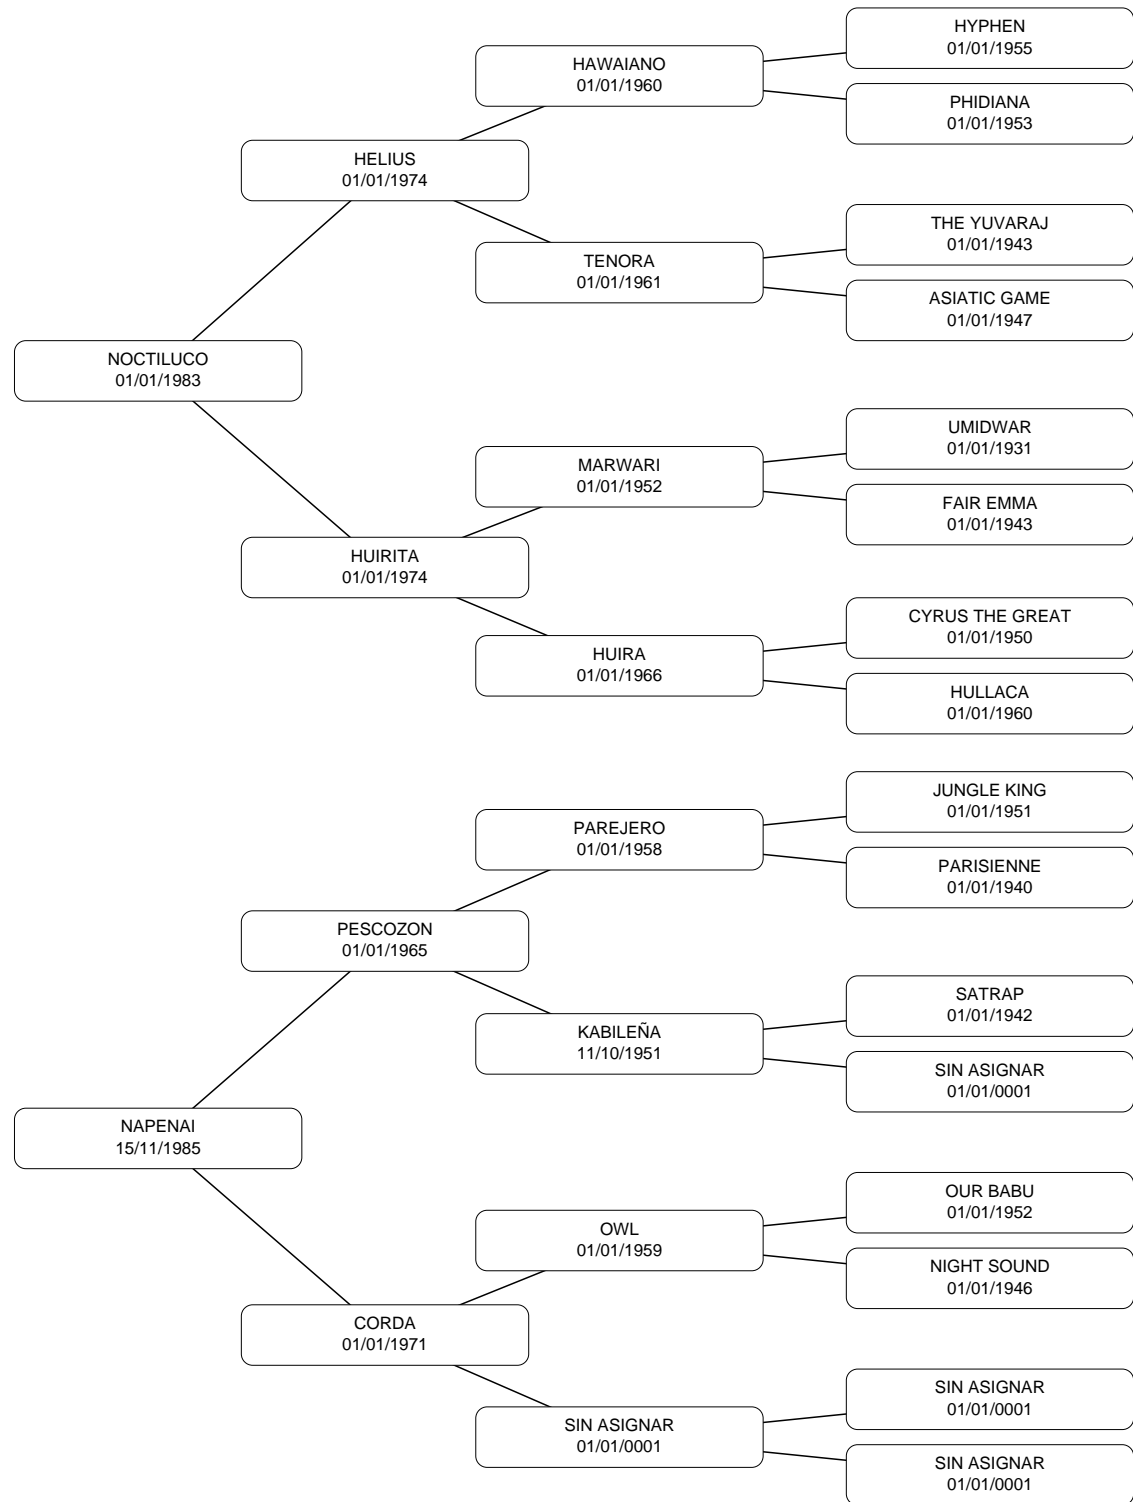 HYPHEN
01/01/1955
HAWAIANO
01/01/1960
PHIDIANA
01/01/1953
HELIUS
01/01/1974
THE YUVARAJ
01/01/1943
TENORA
01/01/1961
ASIATIC GAME
01/01/1947
NOCTILUCO
01/01/1983
UMIDWAR
01/01/1931
MARWARI
01/01/1952
FAIR EMMA
01/01/1943
HUIRITA
01/01/1974
CYRUS THE GREAT
01/01/1950
HUIRA
01/01/1966
HULLACA
01/01/1960
JUNGLE KING
01/01/1951
PAREJERO
01/01/1958
PARISIENNE
01/01/1940
PESCOZON
01/01/1965
SATRAP
01/01/1942
KABILEÑA
11/10/1951
SIN ASIGNAR
01/01/0001
NAPENAI
15/11/1985
OUR BABU
01/01/1952
OWL
01/01/1959
NIGHT SOUND
01/01/1946
CORDA
01/01/1971
SIN ASIGNAR
01/01/0001
SIN ASIGNAR
01/01/0001
SIN ASIGNAR
01/01/0001